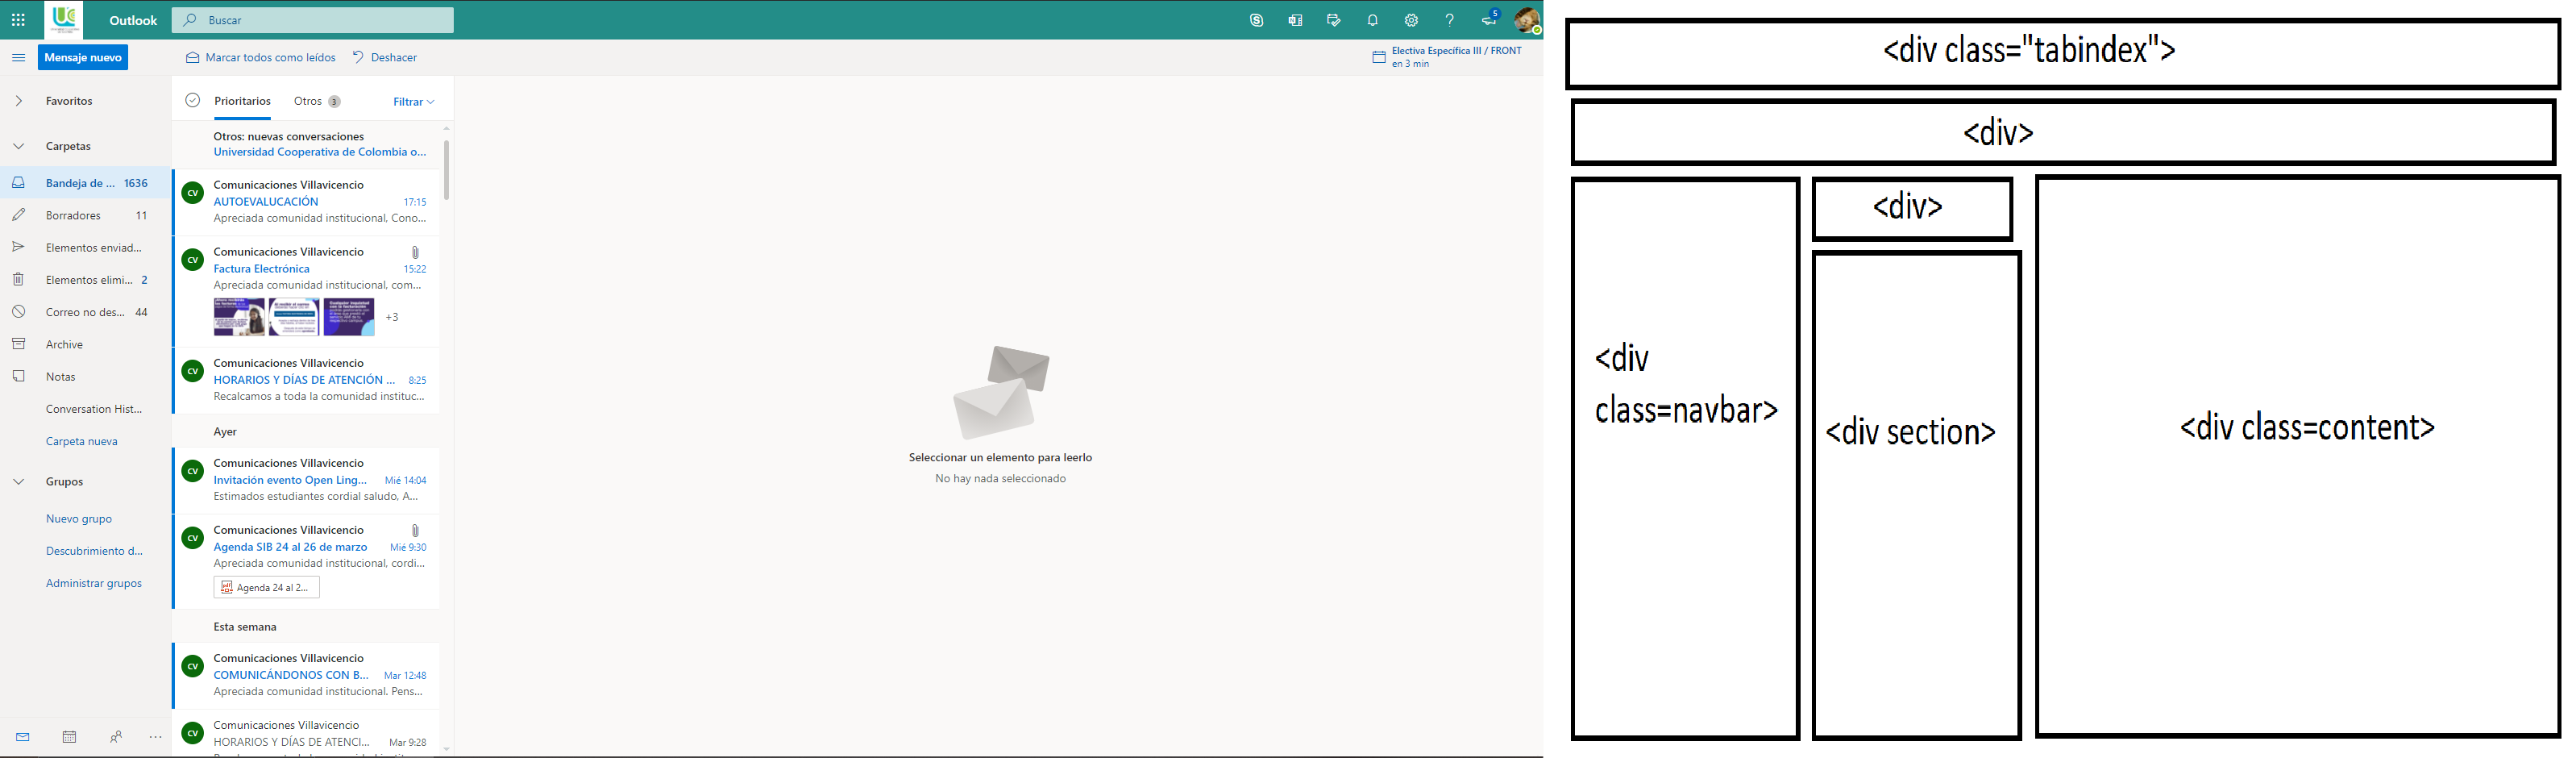 Outlook
Buscar
5
Mensaje nuevo
Marcar todos como leídos
Deshacer
Electiva Específica III / FRONT
en 3 min
Favoritos
Carpetas
Bandeja de ... 1636
Borradores 11
Elementos enviad...
Elementos elimi... 2
Correo no des... 44
Archive
Notas
Conversation Hist...
Carpeta nueva
Grupos
Nuevo grupo
Descubrimiento d...
Administrar grupos
Prioritarios Otros 3 Filtrar
Otros: nuevas conversaciones
Universidad Cooperativa de Colombia o...
CV
Comunicaciones Villavicencio
AUTOEVALUCACIÓN 17:15
Apreciada comunidad institucional, Cono...
CV
Comunicaciones Villavicencio
Factura Electrónica 15:22
Apreciada comunidad institucional, com...
+3
CV
Comunicaciones Villavicencio
HORARIOS Y DÍAS DE ATENCIÓN ... 8:25
Recalcamos a toda la comunidad instituc...
Ayer
CV
Comunicaciones Villavicencio
Invitación evento Open Ling... Mié 14:04
Estimados estudiantes cordial saludo, A...
CV
Comunicaciones Villavicencio
Agenda SIB 24 al 26 de marzo Mié 9:30
Apreciada comunidad institucional, cordi...
Agenda 24 al 2...
Esta semana
CV
Comunicaciones Villavicencio
COMUNICÁNDONOS CON B... Mar 12:48
Apreciada comunidad institucional. Pens...
CV
Comunicaciones Villavicencio
HORARIOS Y DÍAS DE ATENCI... Mar 9:28
Seleccionar un elemento para leerlo
No hay nada seleccionado
<div class="tabindex">
<div>
<div
class=navbar>
<div>
<div section>
<div class=content>